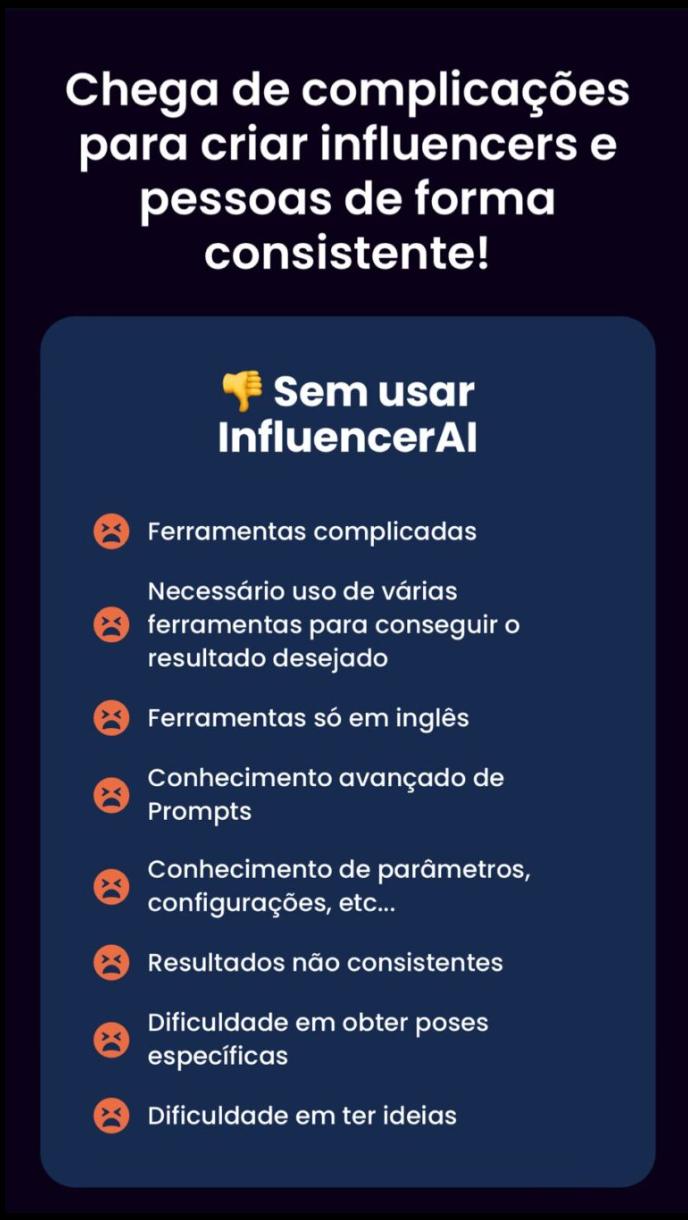 Chega de complicações
para criar influencers e
pessoas de forma
consistente!
👎 Sem usar
InfluencerAI
Ferramentas complicadas
Necessário uso de várias
ferramentas para conseguir o
resultado desejado
Ferramentas só em inglês
Conhecimento avançado de
Prompts
Conhecimento de parâmetros,
configurações, etc...
Resultados não consistentes
Dificuldade em obter poses
específicas
Dificuldade em ter ideias